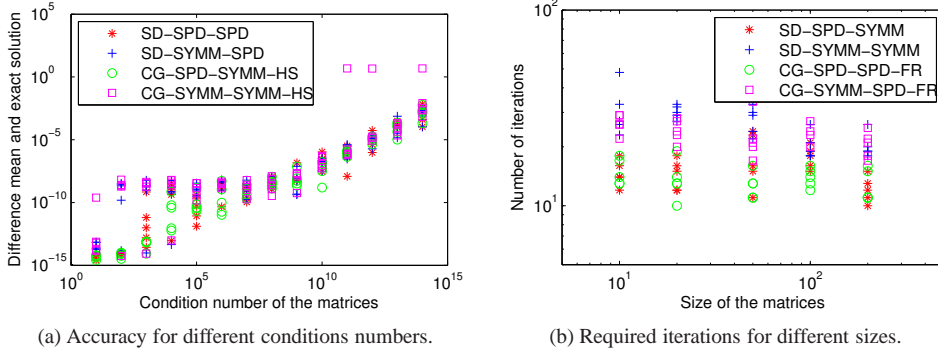 10^5
10^0
10^-5
10^-10
10^-15
Difference mean and exact solution
SD-SPD-SPD
SD-SYMM-SPD
CG-SPD-SYMM-HS
CG-SYMM-SYMM-HS
10^0
10^5
10^10
10^15
Condition number of the matrices
(a) Accuracy for different conditions numbers.
10^2
10^1
Number of iterations
SD-SPD-SYMM
SD-SYMM-SYMM
CG-SPD-SPD-FR
CG-SYMM-SPD-FR
10^1
10^2
Size of the matrices
(b) Required iterations for different sizes.